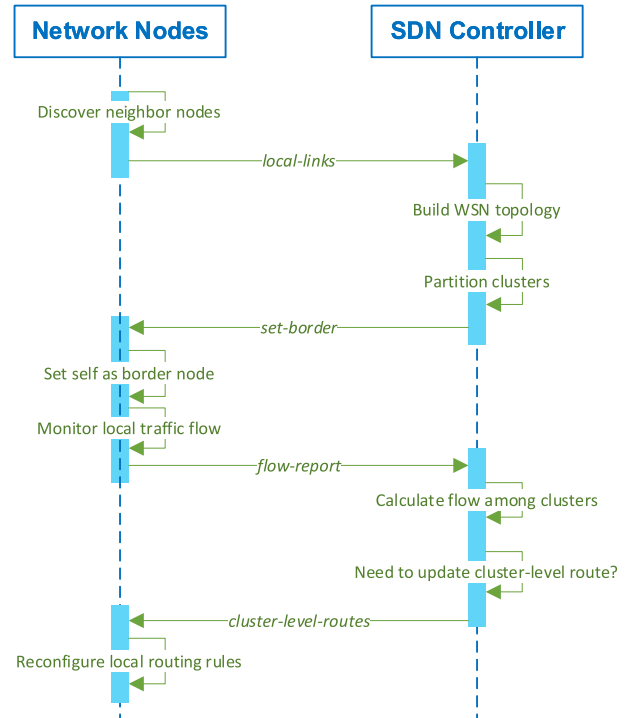 Network Nodes
SDN Controller
Discover neighbor nodes
local-links
Build WSN topology
Partition clusters
set-border
Set self as border node
Monitor local traffic flow
flow-report
Calculate flow among clusters
Need to update cluster-level route?
cluster-level-routes
Reconfigure local routing rules